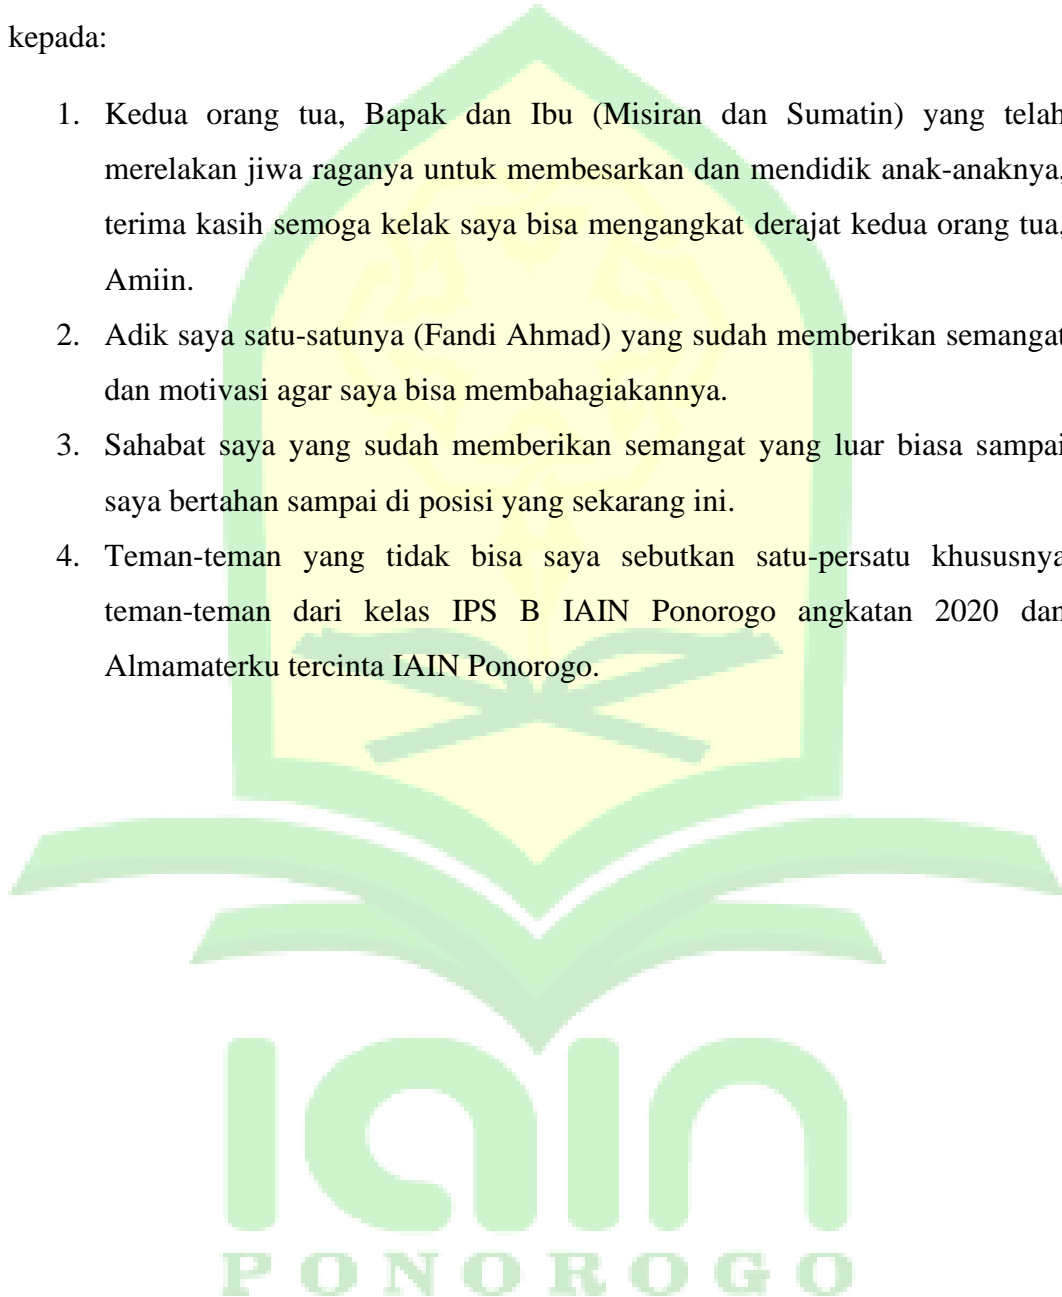 kepada:
1. Kedua orang tua, Bapak dan Ibu (Misiran dan Sumatin) yang telah
merelakan jiwa raganya untuk membesarkan dan mendidik anak-anaknya,
terima kasih semoga kelak saya bisa mengangkat derajat kedua orang tua,
Amiin.
2. Adik saya satu-satunya (Fandi Ahmad) yang sudah memberikan semangat
dan motivasi agar saya bisa membahagiakannya.
3. Sahabat saya yang sudah memberikan semangat yang luar biasa sampai
saya bertahan sampai di posisi yang sekarang ini.
4. Teman-teman yang tidak bisa saya sebutkan satu-persatu khususnya
teman-teman dari kelas IPS B IAIN Ponorogo angkatan 2020 dan
Almamaterku tercinta IAIN Ponorogo.
IAIN
PONOROGO